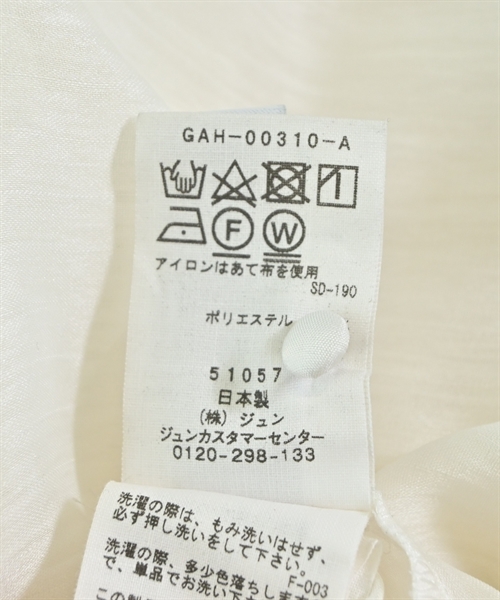 GAH-00310-A
F
W
アイロンはあて布を使用
SD-190
ポリエステル
51057
日本製
(株) ジュン
ジュンカスタマーセンター
0120-298-133
洗濯の際は、もみ洗いはせず、
必ず押し洗いをして下さい。
F-003
洗濯の際、多少色落ちしま
で、単品でお洗い下
この製